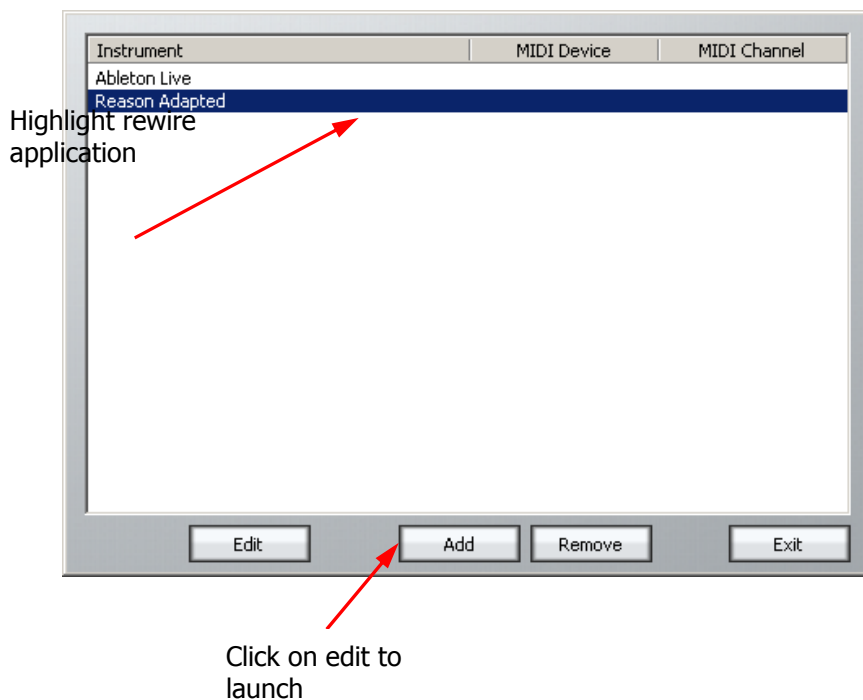 Instrument MIDI Device MIDI Channel
Ableton Live
Reason Adapted
Highlight rewire
application
Edit Add Remove Exit
Click on edit to
launch